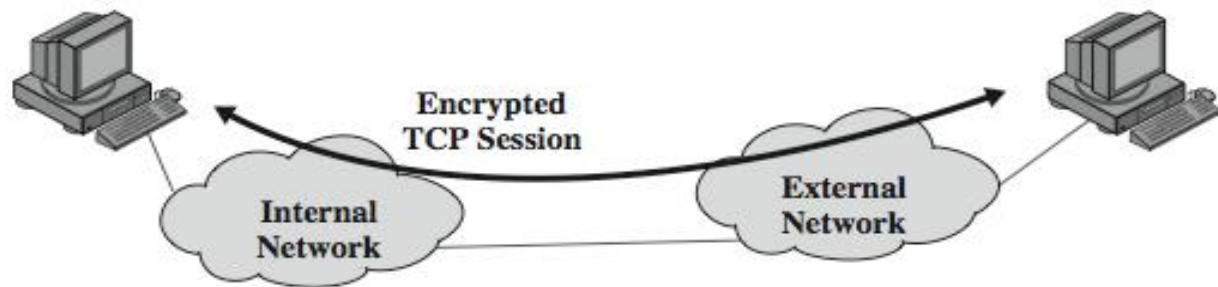 Encrypted
TCP Session
Internal
Network
External
Network